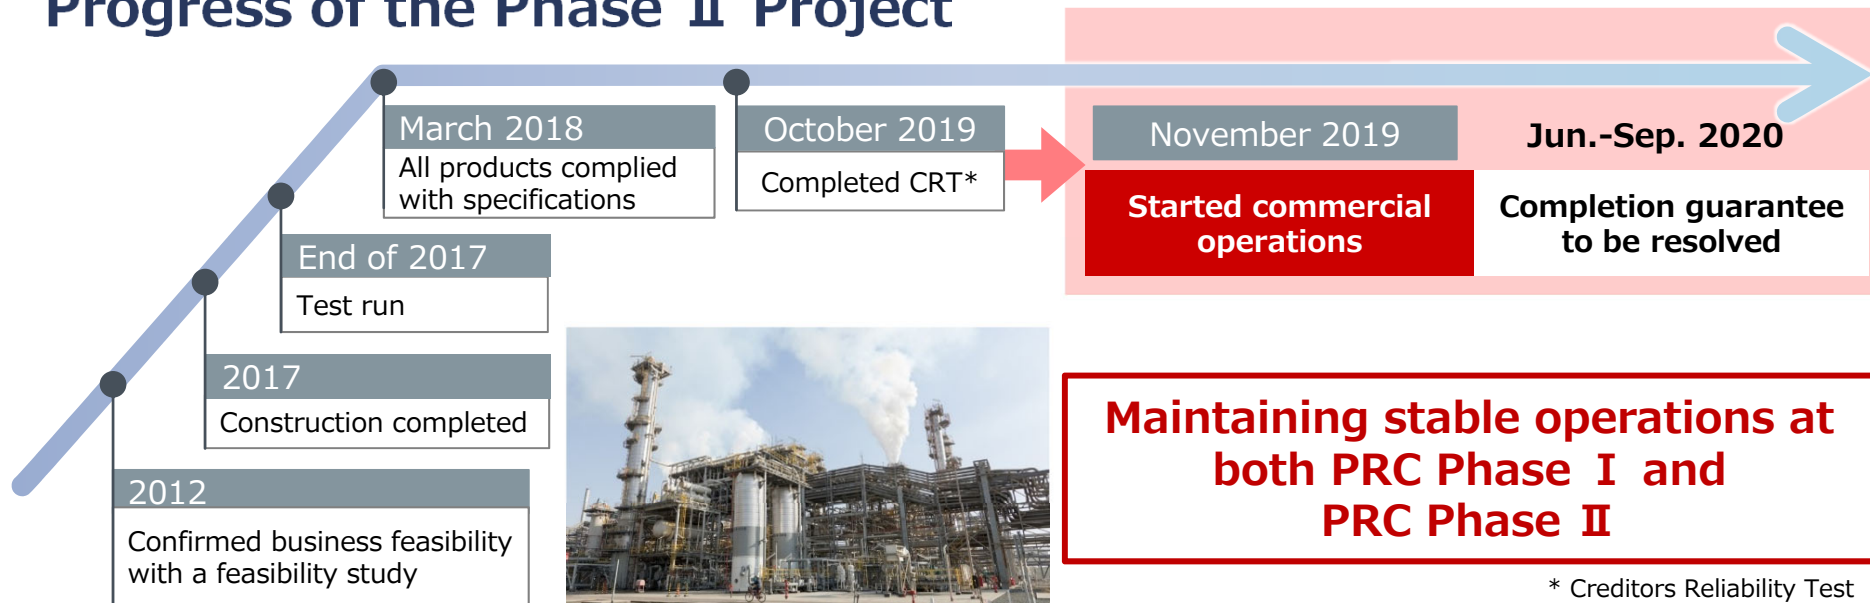 Progress of the Phase Ⅱ Project
March 2018
All products complied
with specifications
October 2019
Completed CRT*
November 2019
Started commercial
operations
Jun.-Sep. 2020
Completion guarantee
to be resolved
End of 2017
Test run
2017
Construction completed
2012
Confirmed business feasibility
with a feasibility study
Maintaining stable operations at
both PRC Phase Ⅰ and
PRC Phase Ⅱ
* Creditors Reliability Test